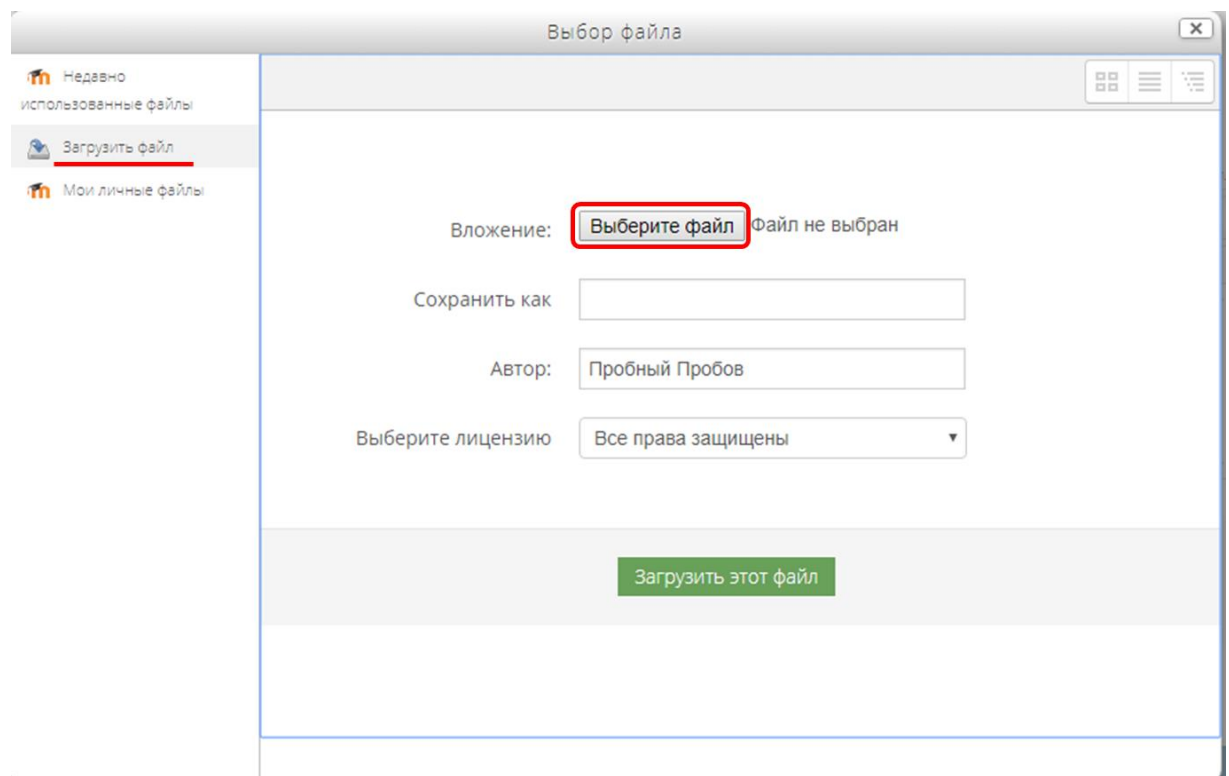 Выбор файла
Недавно
использованные файлы
Загрузить файл
Мои личные файлы
Вложение: Выберите файл Файл не выбран
Сохранить как
Автор: Пробный Пробов
Выберите лицензию Все права защищены
Загрузить этот файл